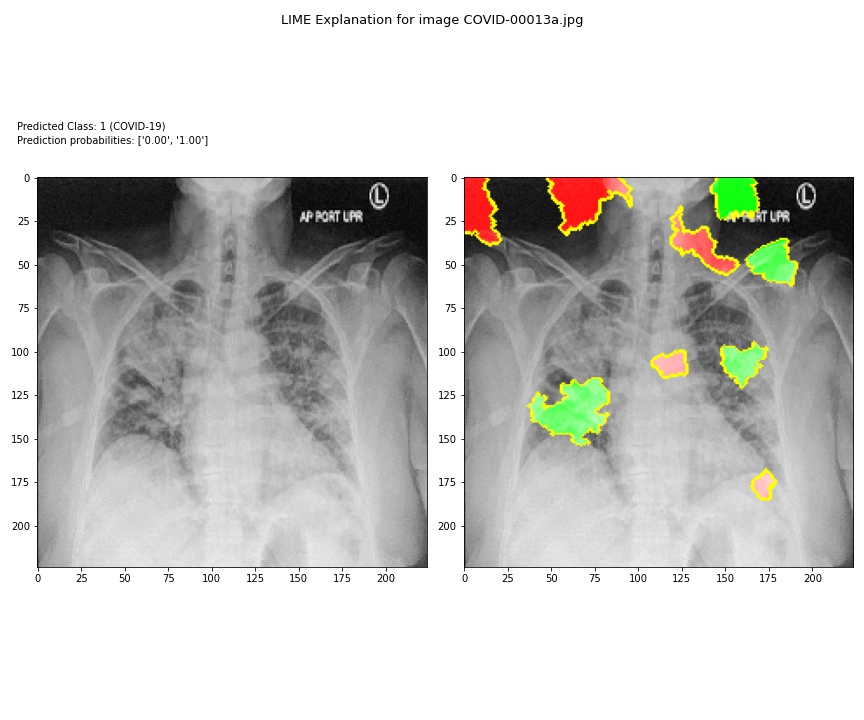 LIME Explanation for image COVID-00013a.jpg
Predicted Class: 1 (COVID-19)
Prediction probabilities: ['0.00', '1.00']
0
25
50
75
100
125
150
175
200
0 25 50 75 100 125 150 175 200
L
AP PORT UPR
0
25
50
75
100
125
150
175
200
0 25 50 75 100 125 150 175 200
L
AP PORT UPR